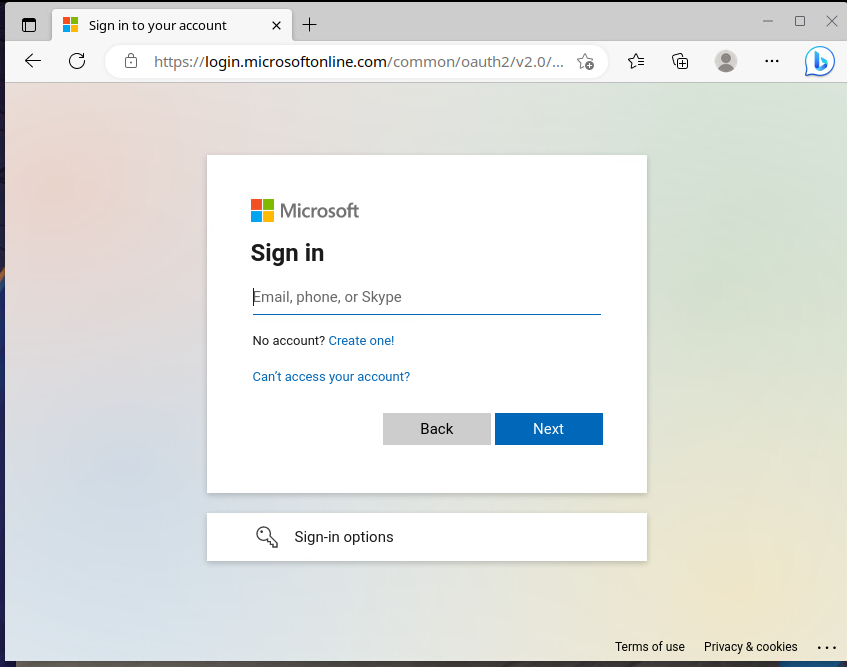 Sign in to your account
https://login.microsoftonline.com/common/oauth2/v2.0/...
Microsoft
Sign in
Email, phone, or Skype
No account? Create one!
Can't access your account?
Back
Next
Sign-in options
Terms of use
Privacy & cookies
...